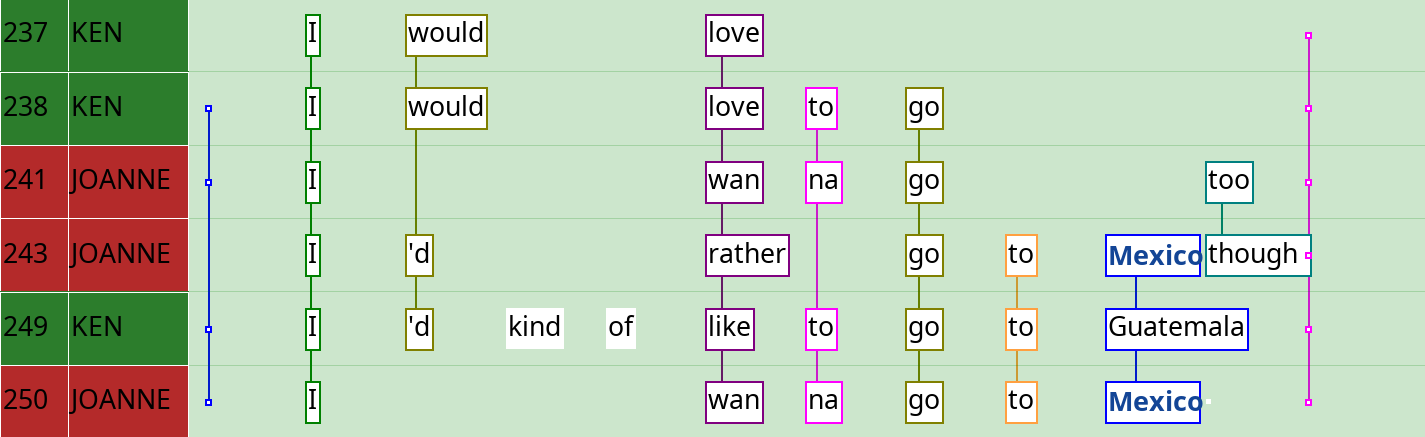 237 KEN I would love
238 KEN I would love to go
241 JOANNE I wan na go too
243 JOANNE I 'd rather go to Mexico though
249 KEN I 'd kind of like to go to Guatemala
250 JOANNE I wan na go to Mexico